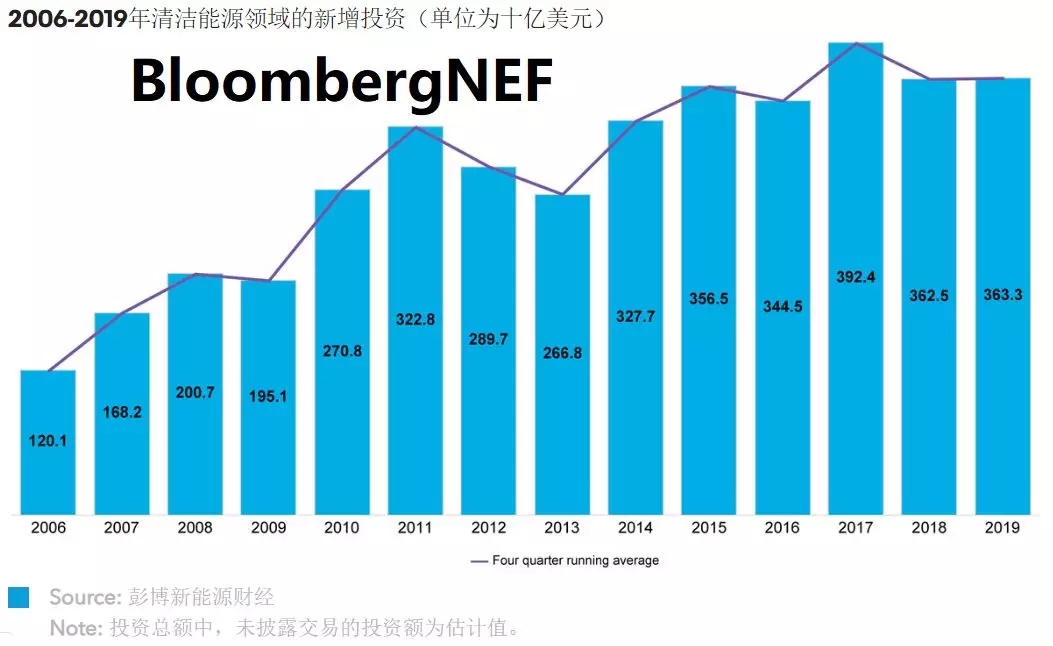 2006-2019年清洁能源领域的新增投资（单位为十亿美元）
BloombergNEF
120.1
168.2
200.7
195.1
270.8
322.8
289.7
266.8
327.7
356.5
344.5
392.4
362.5
363.3
2006 2007 2008 2009 2010 2011 2012 2013 2014 2015 2016 2017 2018 2019
Four quarter running average
Source: 彭博新能源财经
Note: 投资总额中，未披露交易的投资额为估计值。